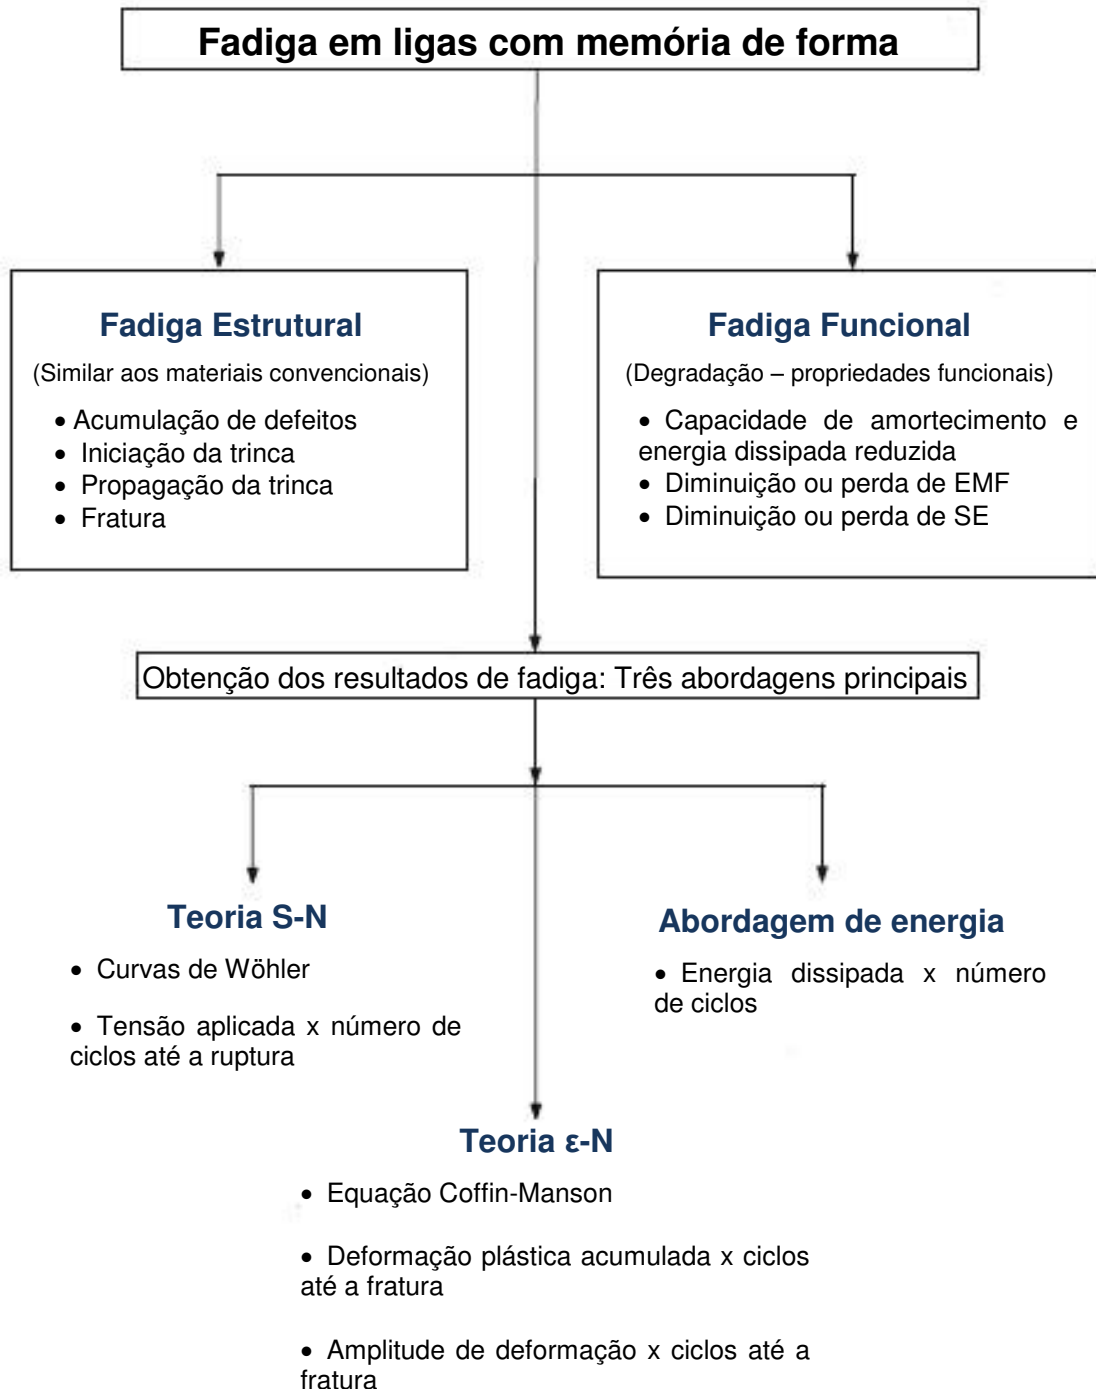 Fadiga em ligas com memória de forma
Fadiga Estrutural
(Similar aos materiais convencionais)
• Acumulação de defeitos
• Iniciação da trinca
• Propagação da trinca
• Fratura
Fadiga Funcional
(Degradação – propriedades funcionais)
• Capacidade de amortecimento e
energia dissipada reduzida
• Diminuição ou perda de EMF
• Diminuição ou perda de SE
Obtenção dos resultados de fadiga: Três abordagens principais
Teoria S-N
• Curvas de Wöhler
• Tensão aplicada x número de
ciclos até a ruptura
Abordagem de energia
• Energia dissipada x número
de ciclos
Teoria ε-N
• Equação Coffin-Manson
• Deformação plástica acumulada x ciclos
até a fratura
• Amplitude de deformação x ciclos até a
fratura